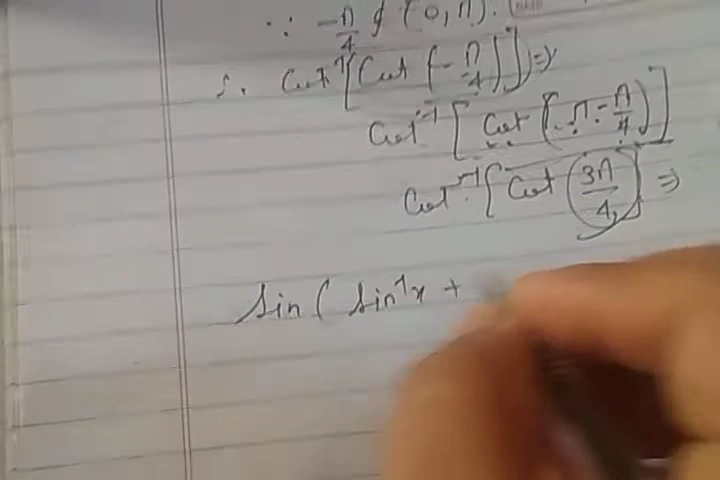 ∵ -π/4 ∉ (0, π).
∴ Cot⁻¹[Cot(-π/4)] ⇒
Cot⁻¹[Cot(π-π/4)]
Cot⁻¹[Cot(3π/4)] ⇒
Sin( Sin⁻¹x +